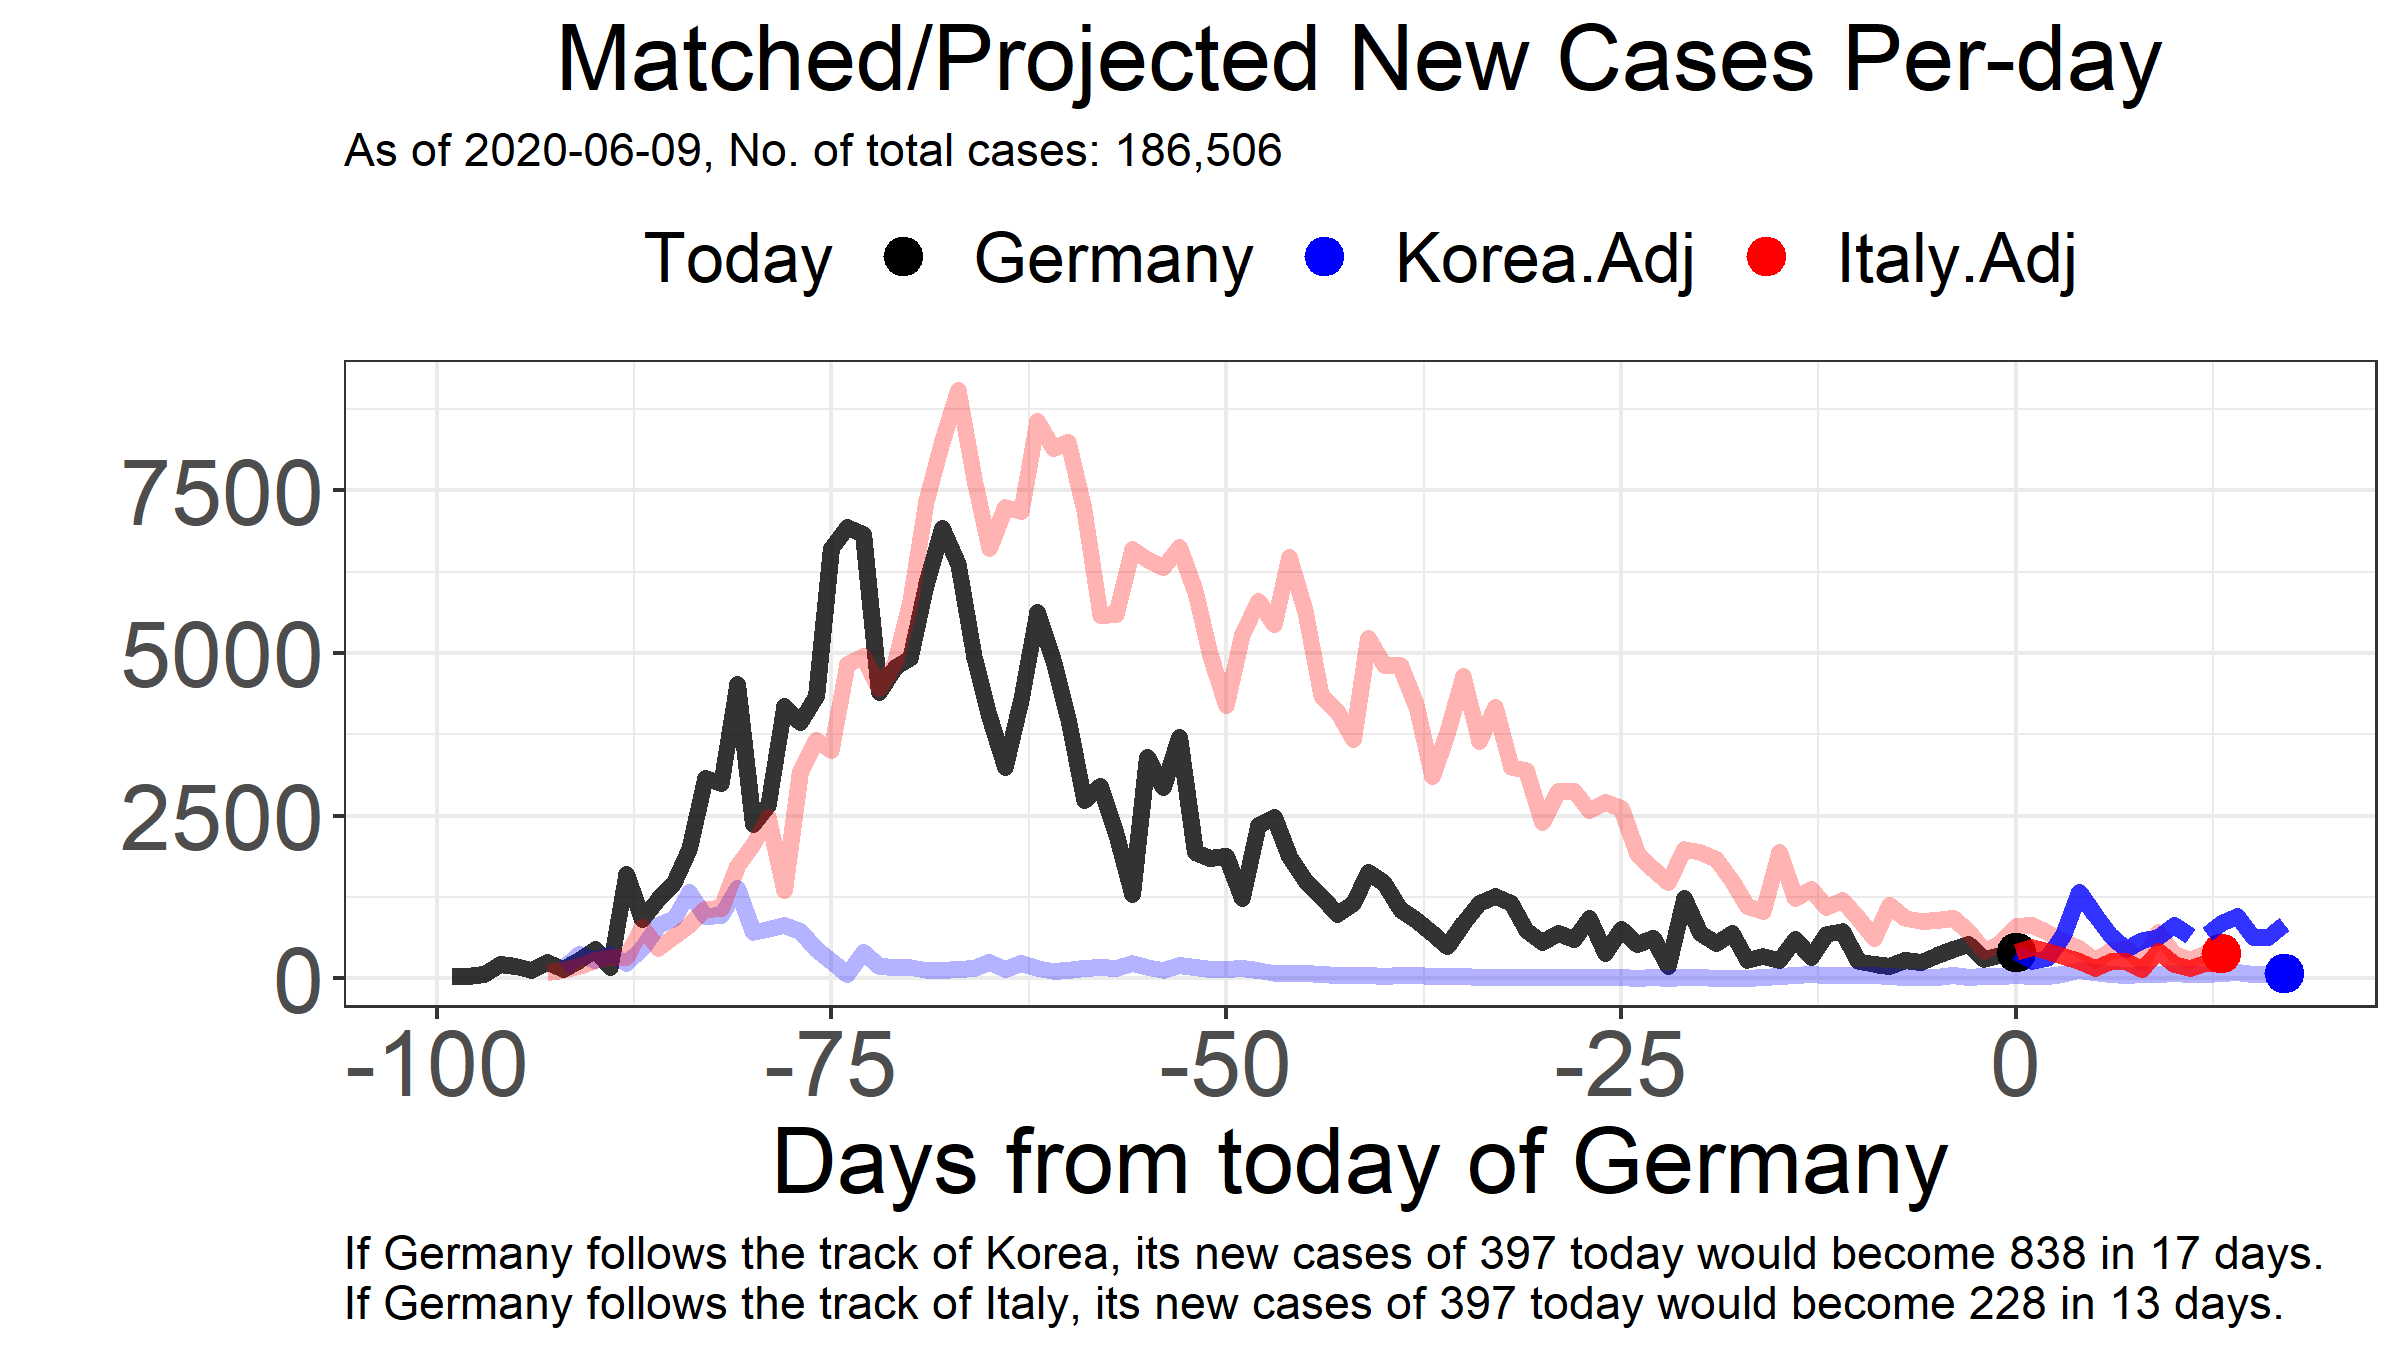 Matched/Projected New Cases Per-day
As of 2020-06-09, No. of total cases: 186,506
Today Germany Korea.Adj Italy.Adj
7500
5000
2500
0
-100 -75 -50 -25 0
Days from today of Germany
If Germany follows the track of Korea, its new cases of 397 today would become 838 in 17 days.
If Germany follows the track of Italy, its new cases of 397 today would become 228 in 13 days.